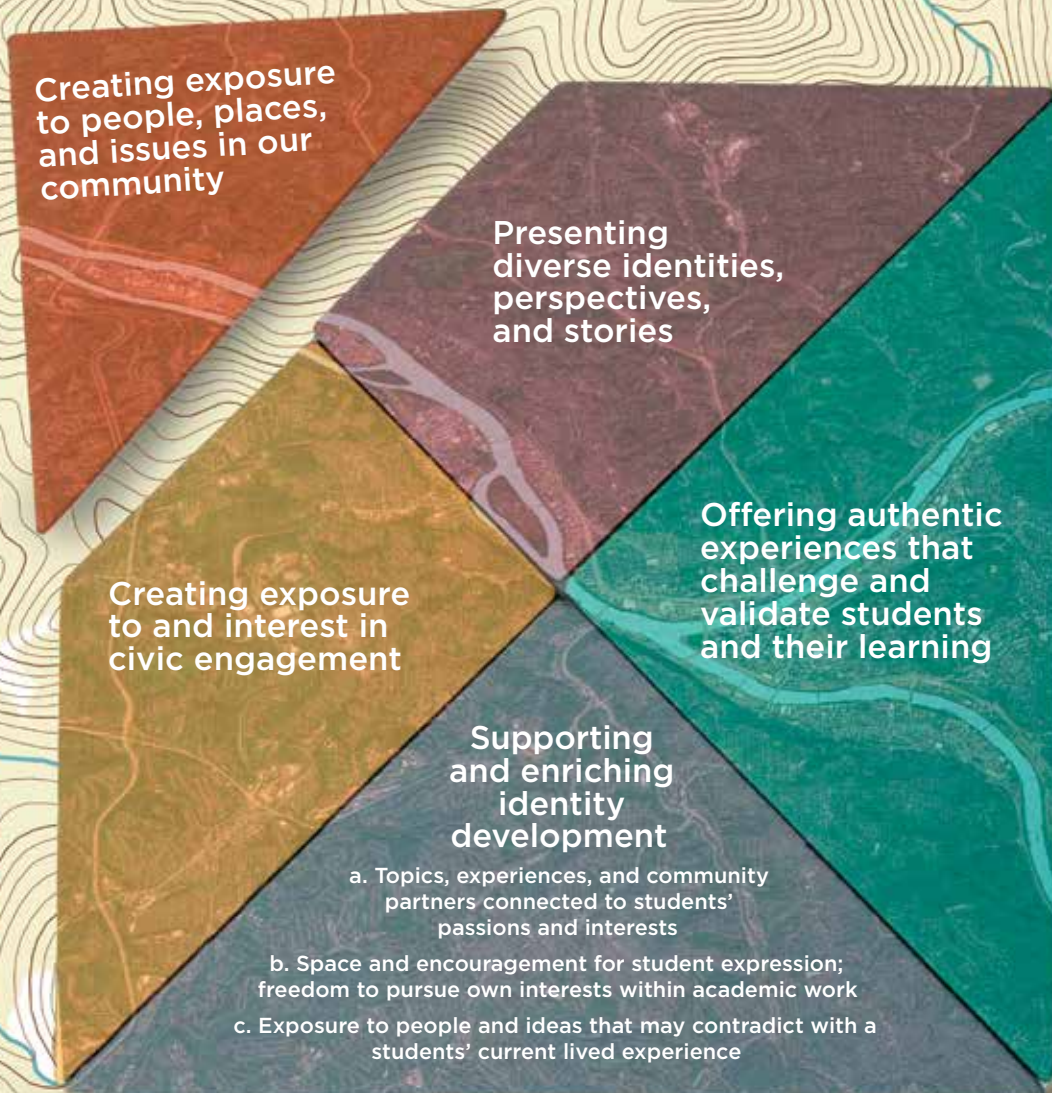 Creating exposure
to people, places,
and issues in our
community
Presenting
diverse identities,
perspectives,
and stories
Offering authentic
experiences that
challenge and
validate students
and their learning
Creating exposure
to and interest in
civic engagement
Supporting
and enriching
identity
development
a. Topics, experiences, and community
partners connected to students’
passions and interests
b. Space and encouragement for student expression;
freedom to pursue own interests within academic work
c. Exposure to people and ideas that may contradict with a
students’ current lived experience